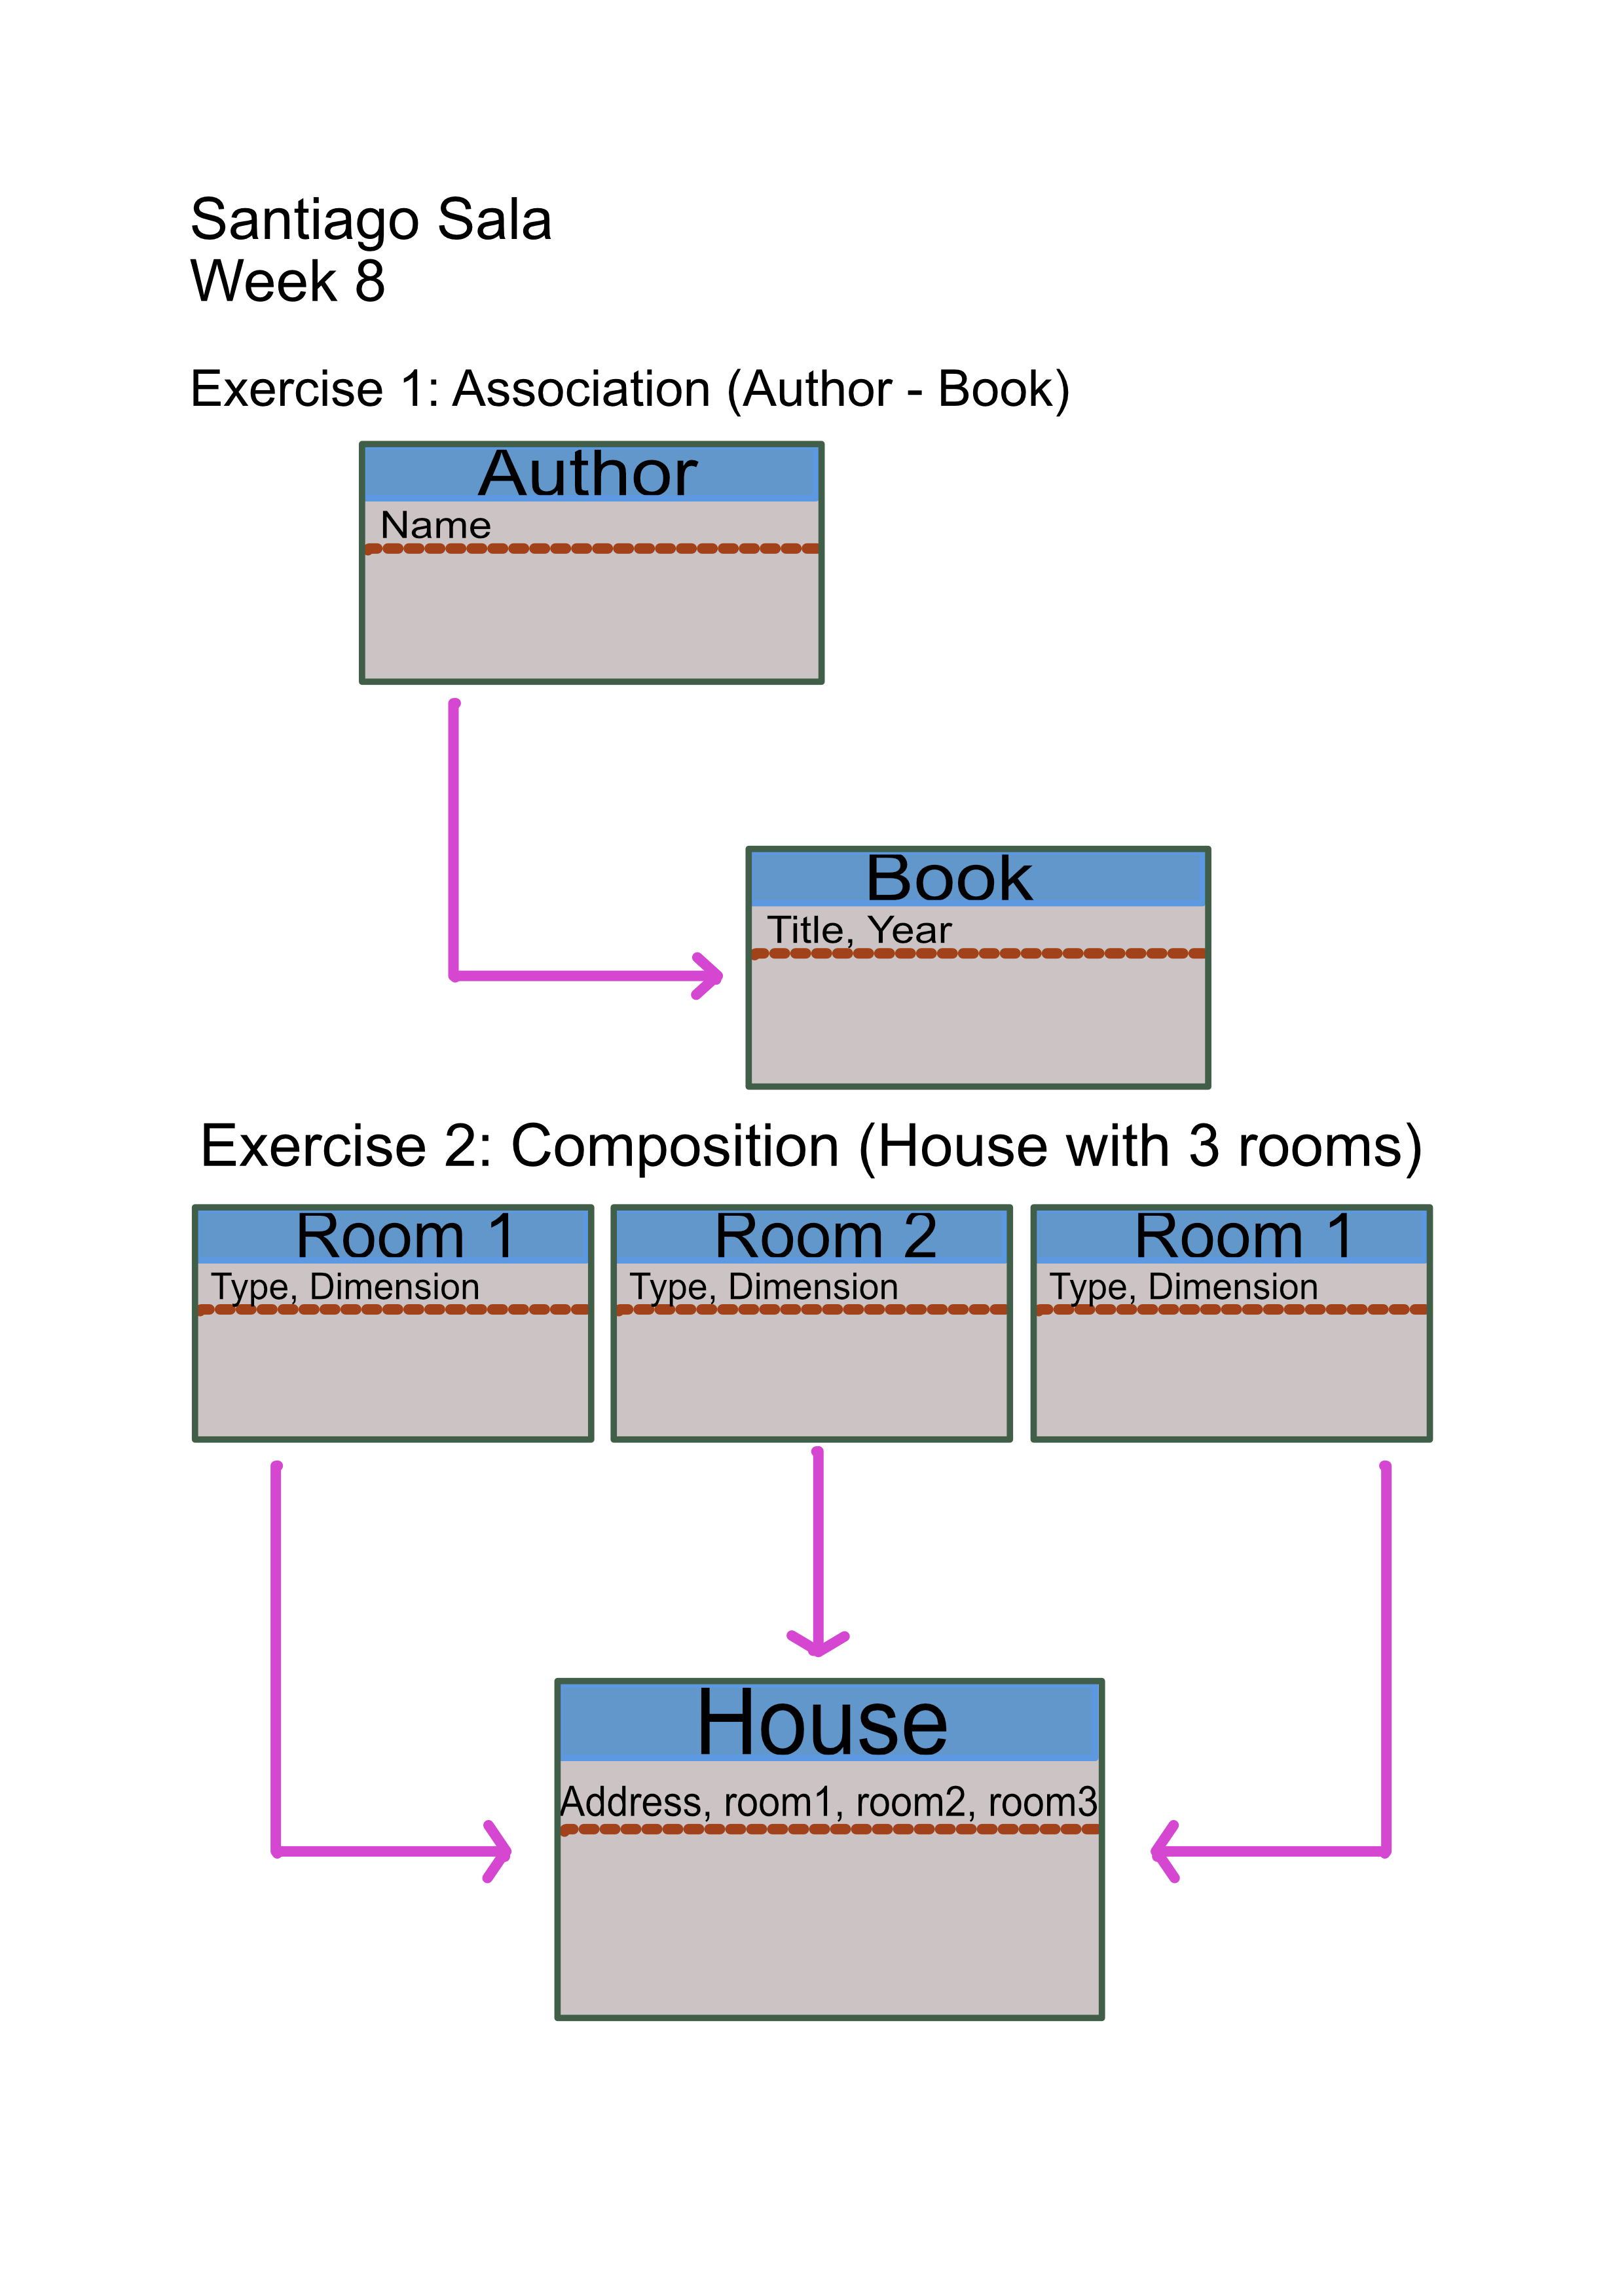 Santiago Sala
Week 8
Exercise 1: Association (Author - Book)
Author
Name
Book
Title, Year
Exercise 2: Composition (House with 3 rooms)
Room 1
Type, Dimension
Room 2
Type, Dimension
Room 1
Type, Dimension
House
Address, room1, room2, room3